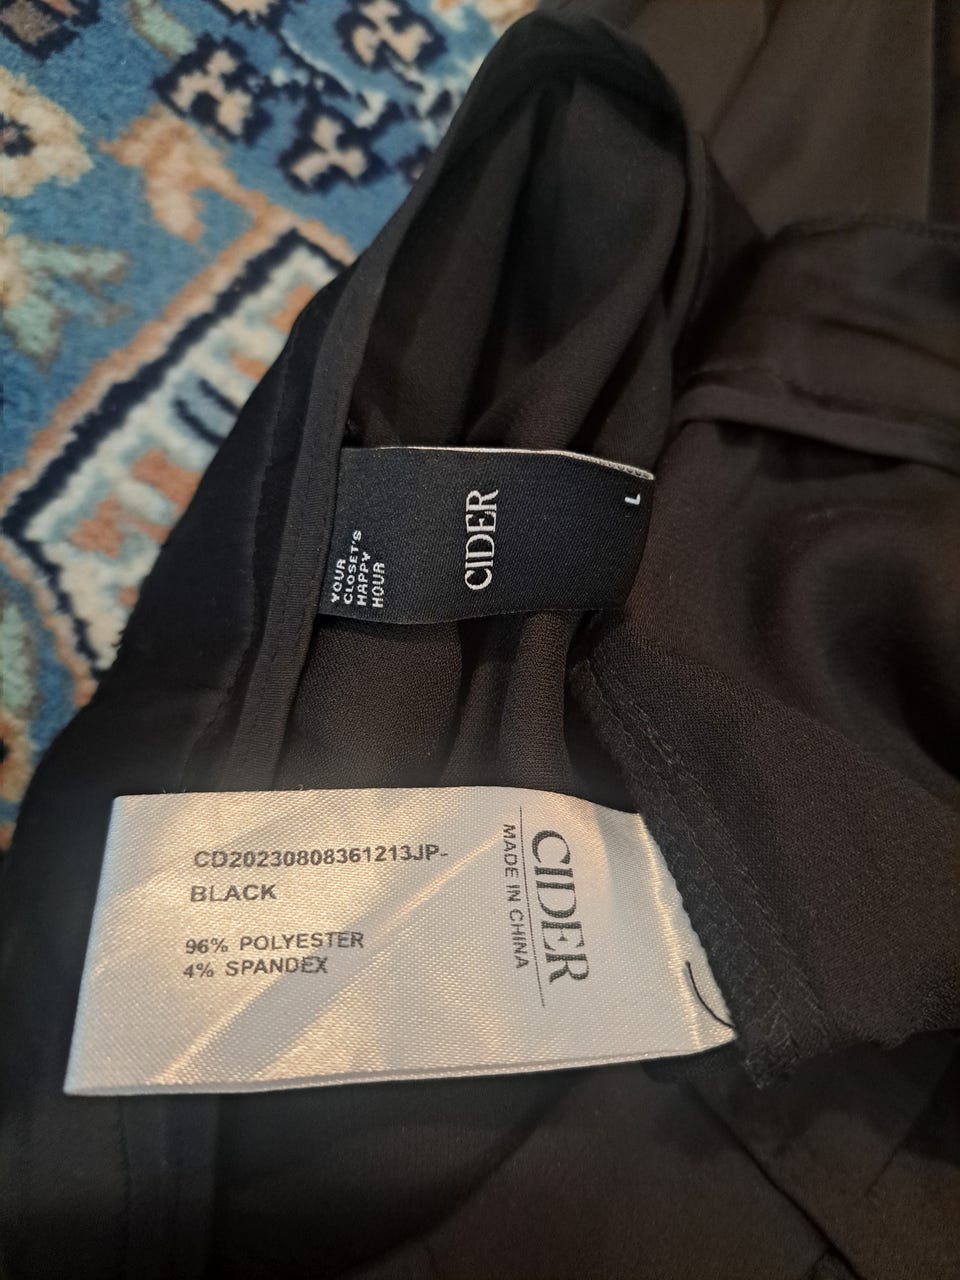 YOUR
CLOSET'S
HAPPY
HOUR
CIDER
L
CD20230808361213JP-
BLACK
96% POLYESTER
4% SPANDEX
CIDER
MADE IN CHINA